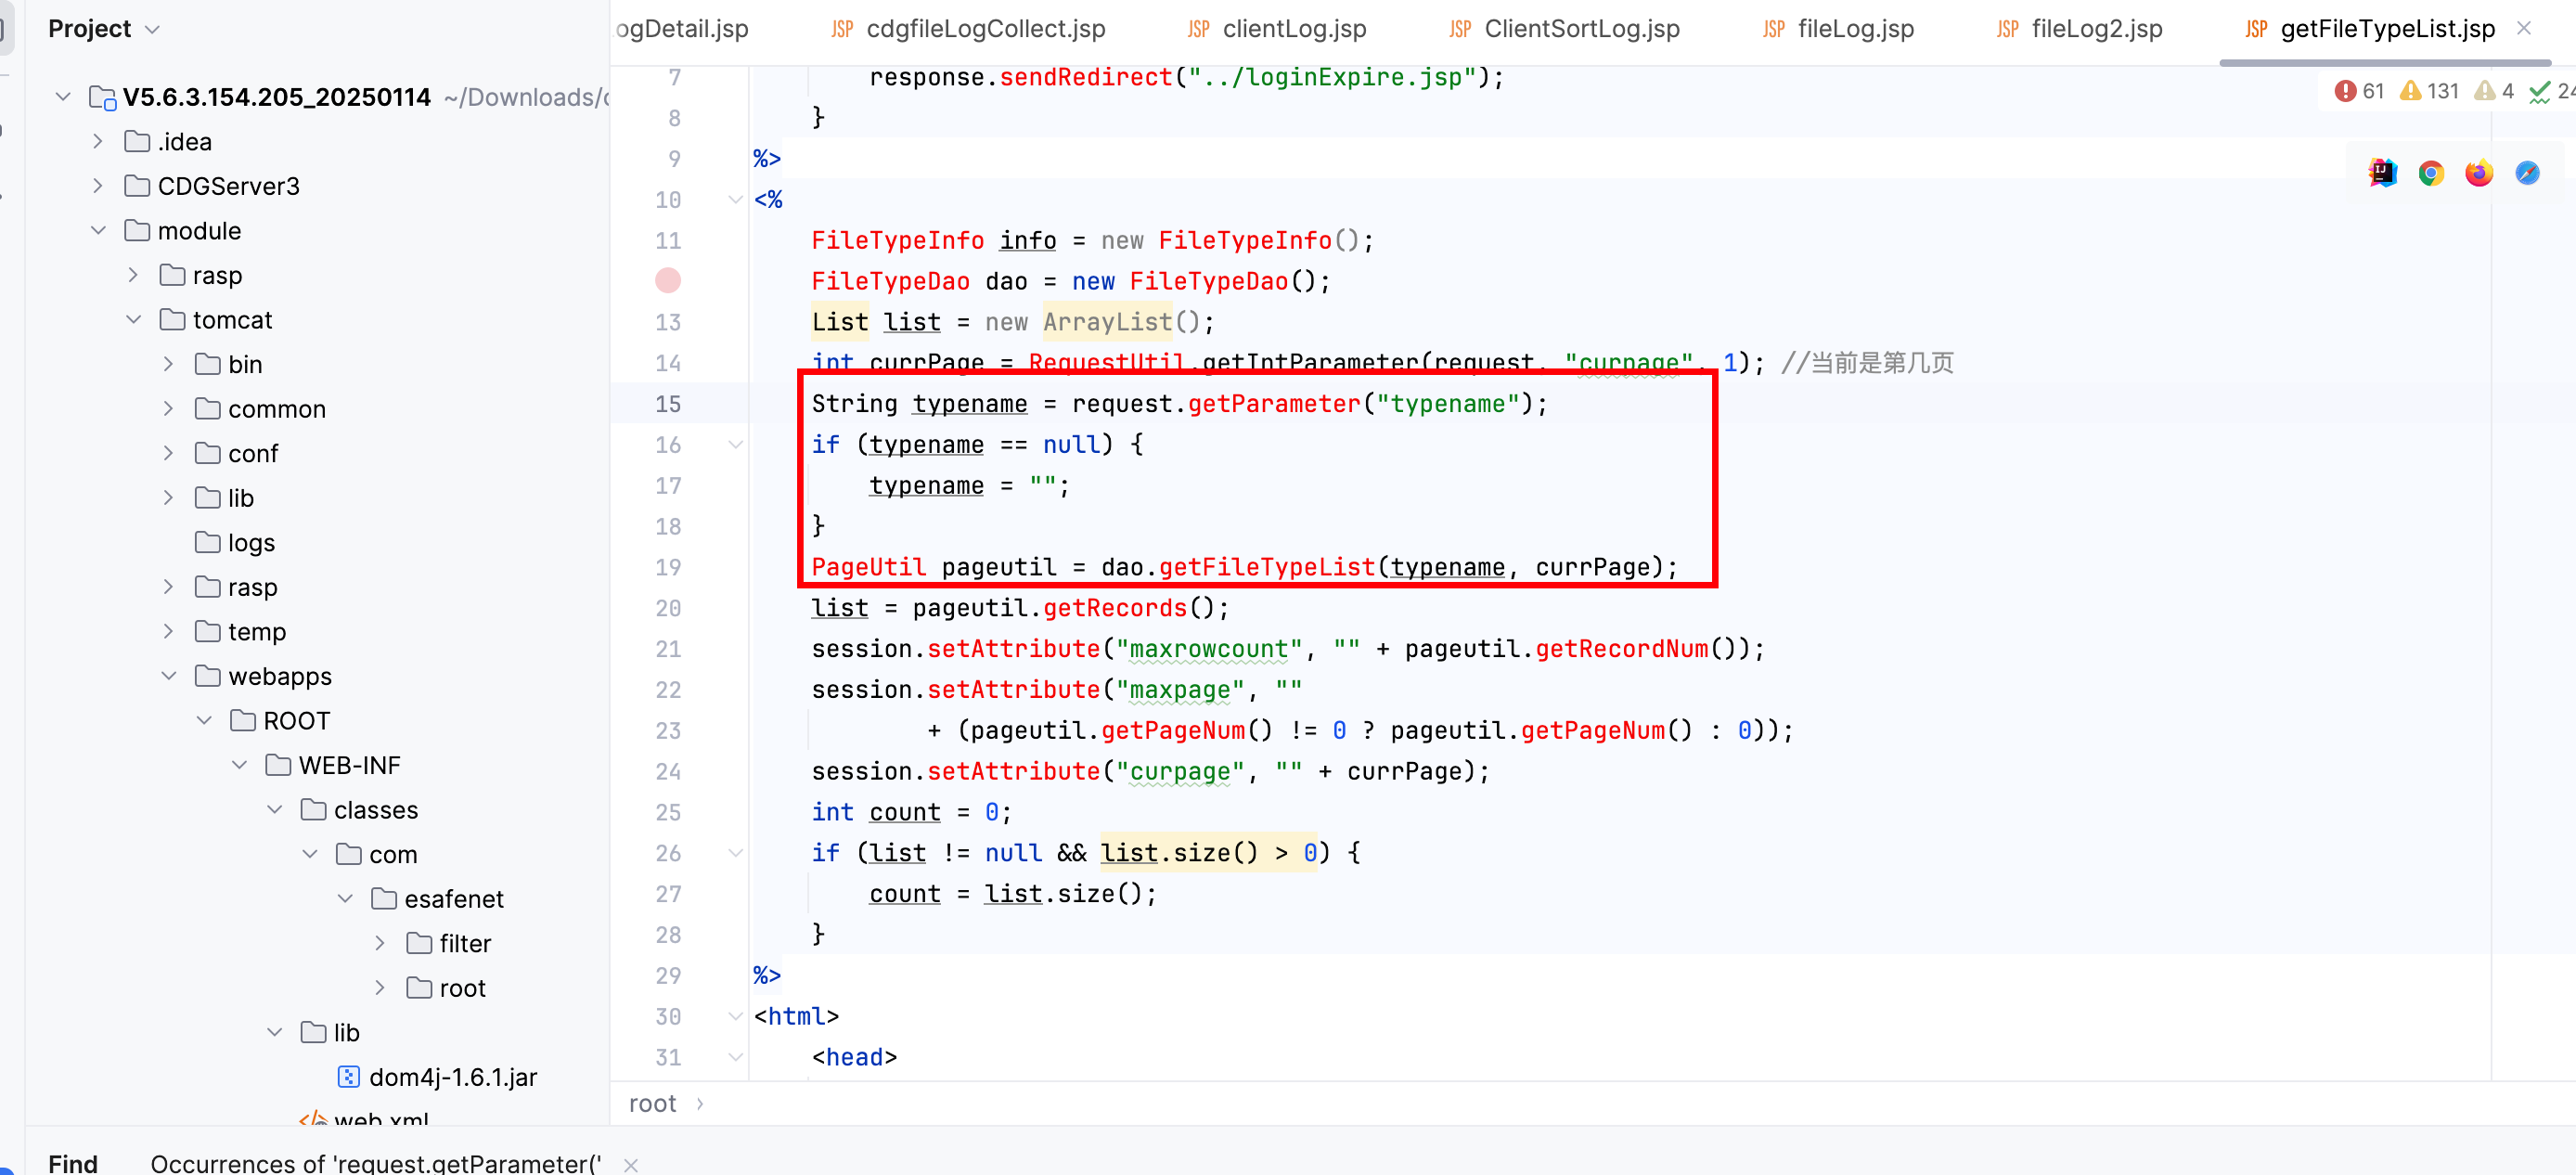 Project
V5.6.3.154.205_20250114 ~/Downloads/
.idea
CDGServer3
module
rasp
tomcat
bin
common
conf
lib
logs
rasp
temp
webapps
ROOT
WEB-INF
classes
com
esafenet
filter
root
lib
dom4j-1.6.1.jar
web.xml
ogDetail.jsp
JSP cdgfileLogCollect.jsp
JSP clientLog.jsp
JSP ClientSortLog.jsp
JSP fileLog.jsp
JSP fileLog2.jsp
JSP getFileTypeList.jsp
61 131 4 24
7 response.sendRedirect("../loginExpire.jsp");
8 }
9 %>
10 <%
11 FileTypeInfo info = new FileTypeInfo();
FileTypeDao dao = new FileTypeDao();
13 List list = new ArrayList();
14 int currPage = RequestUtil.getIntParameter(request, "curpage", 1); //当前是第几页
15 String typename = request.getParameter("typename");
16 if (typename == null) {
17 typename = "";
18 }
19 PageUtil pageutil = dao.getFileTypeList(typename, currPage);
20 list = pageutil.getRecords();
21 session.setAttribute("maxrowcount", "" + pageutil.getRecordNum());
22 session.setAttribute("maxpage", ""
23 + (pageutil.getPageNum() != 0 ? pageutil.getPageNum() : 0));
24 session.setAttribute("curpage", "" + currPage);
25 int count = 0;
26 if (list != null && list.size() > 0) {
27 count = list.size();
28 }
29 %>
30 <html>
31 <head>
root
Find Occurrences of 'request.getParameter('